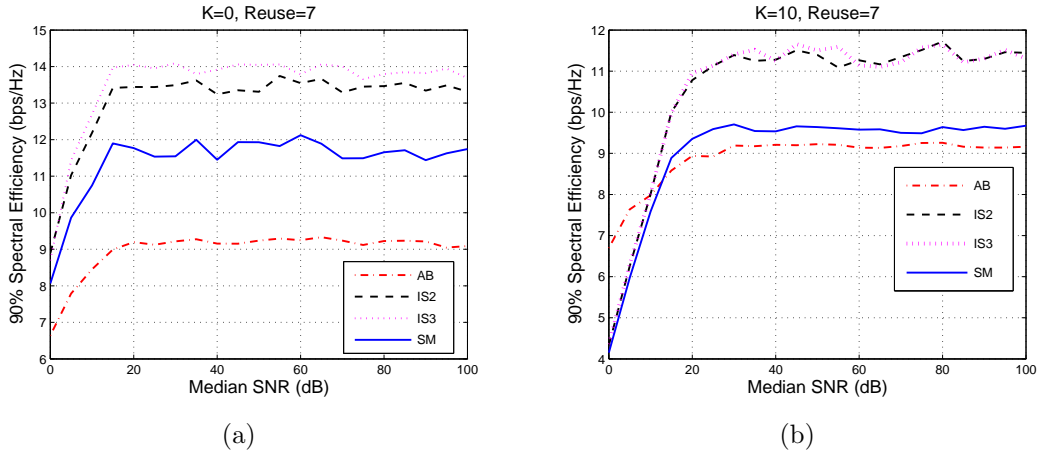 K=0, Reuse=7
90% Spectral Efficiency (bps/Hz)
15
14
13
12
11
10
9
8
7
6
0
20
40
60
80
100
Median SNR (dB)
AB
IS2
IS3
SM
(a)
K=10, Reuse=7
90% Spectral Efficiency (bps/Hz)
12
11
10
9
8
7
6
5
4
0
20
40
60
80
100
Median SNR (dB)
AB
IS2
IS3
SM
(b)